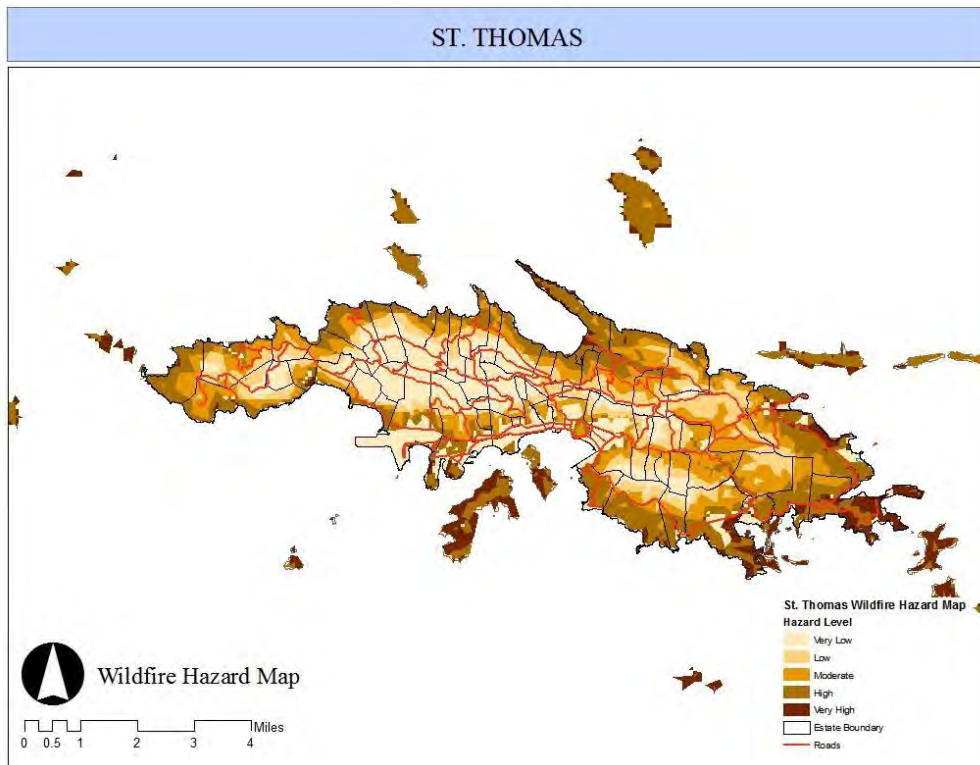 ST. THOMAS
St. Thomas Wildfire Hazard Map
Hazard Level
Very Low
Low
Moderate
High
Very High
Estate Boundary
Roads
Wildfire Hazard Map
Miles
0 0.5 1 2 3 4